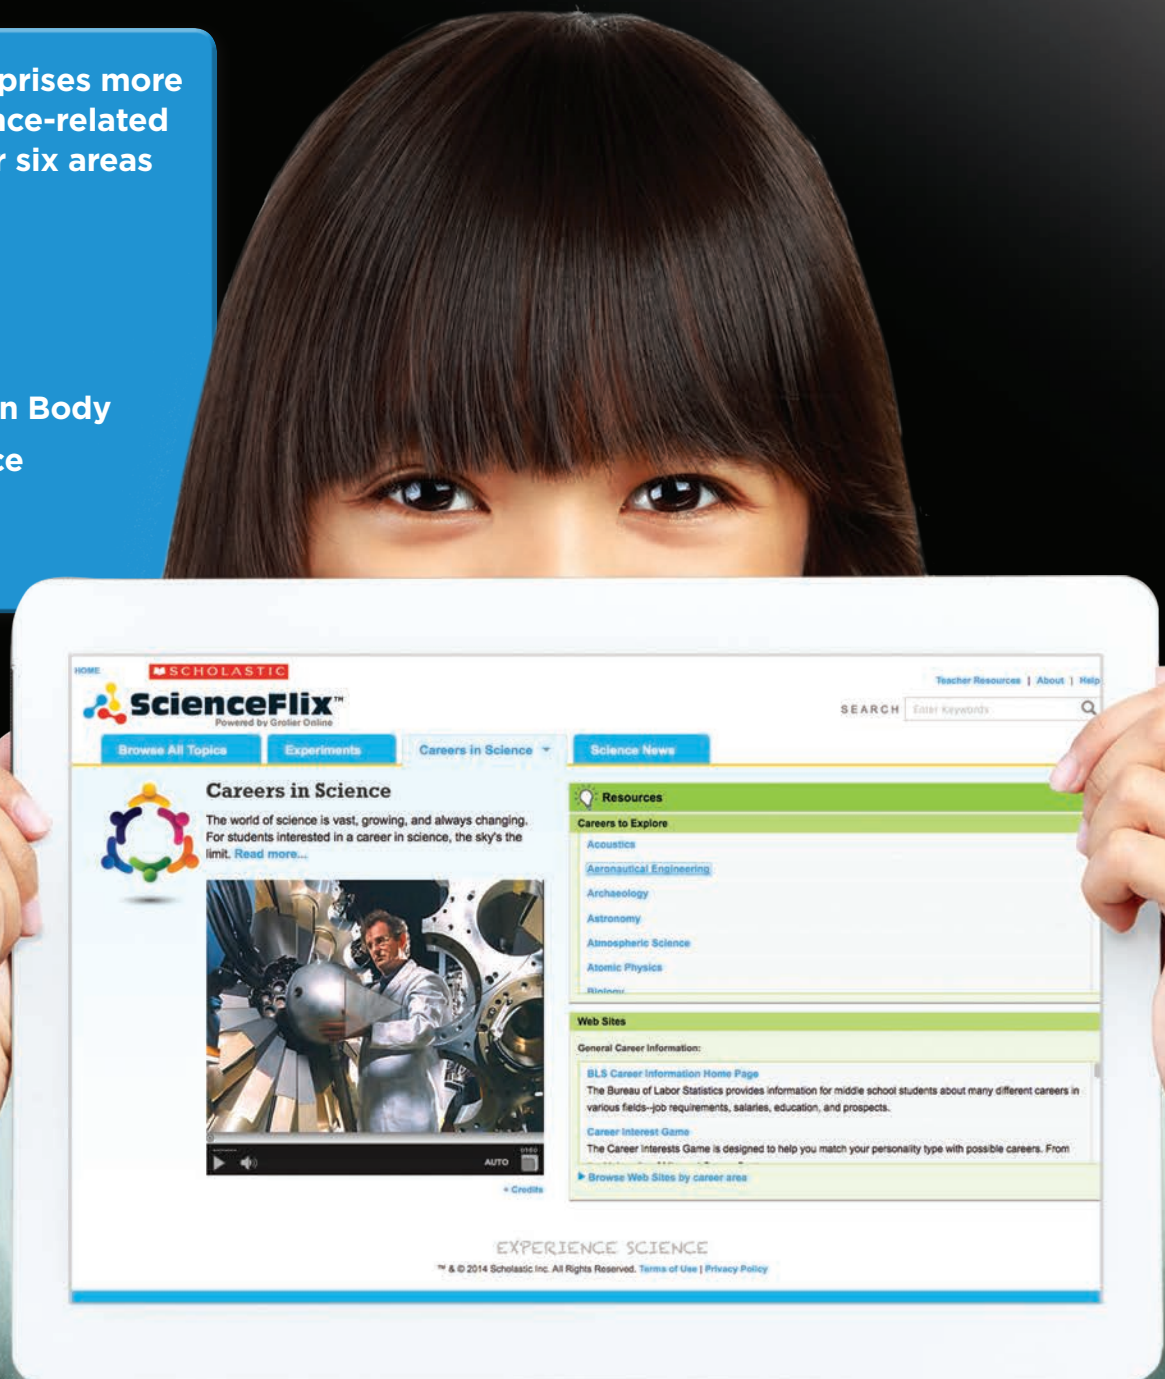 prises more
nce-related
r six areas
n Body
ce
HOME
SCHOLASTIC
ScienceFlix™
Powered by Grolier Online
Teacher Resources | About | Help
SEARCH Enter Keywords
Browse All Topics Experiments Careers in Science Science News
Careers in Science
The world of science is vast, growing, and always changing.
For students interested in a career in science, the sky's the
limit. Read more...
AUTO
+ Credits
Resources
Careers to Explore
Acoustics
Aeronautical Engineering
Archaeology
Astronomy
Atmospheric Science
Atomic Physics
Biology
Web Sites
General Career Information:
BLS Career Information Home Page
The Bureau of Labor Statistics provides information for middle school students about many different careers in
various fields--job requirements, salaries, education, and prospects.
Career Interest Game
The Career Interests Game is designed to help you match your personality type with possible careers. From
Browse Web Sites by career area
EXPERIENCE SCIENCE
™ & © 2014 Scholastic Inc. All Rights Reserved. Terms of Use | Privacy Policy